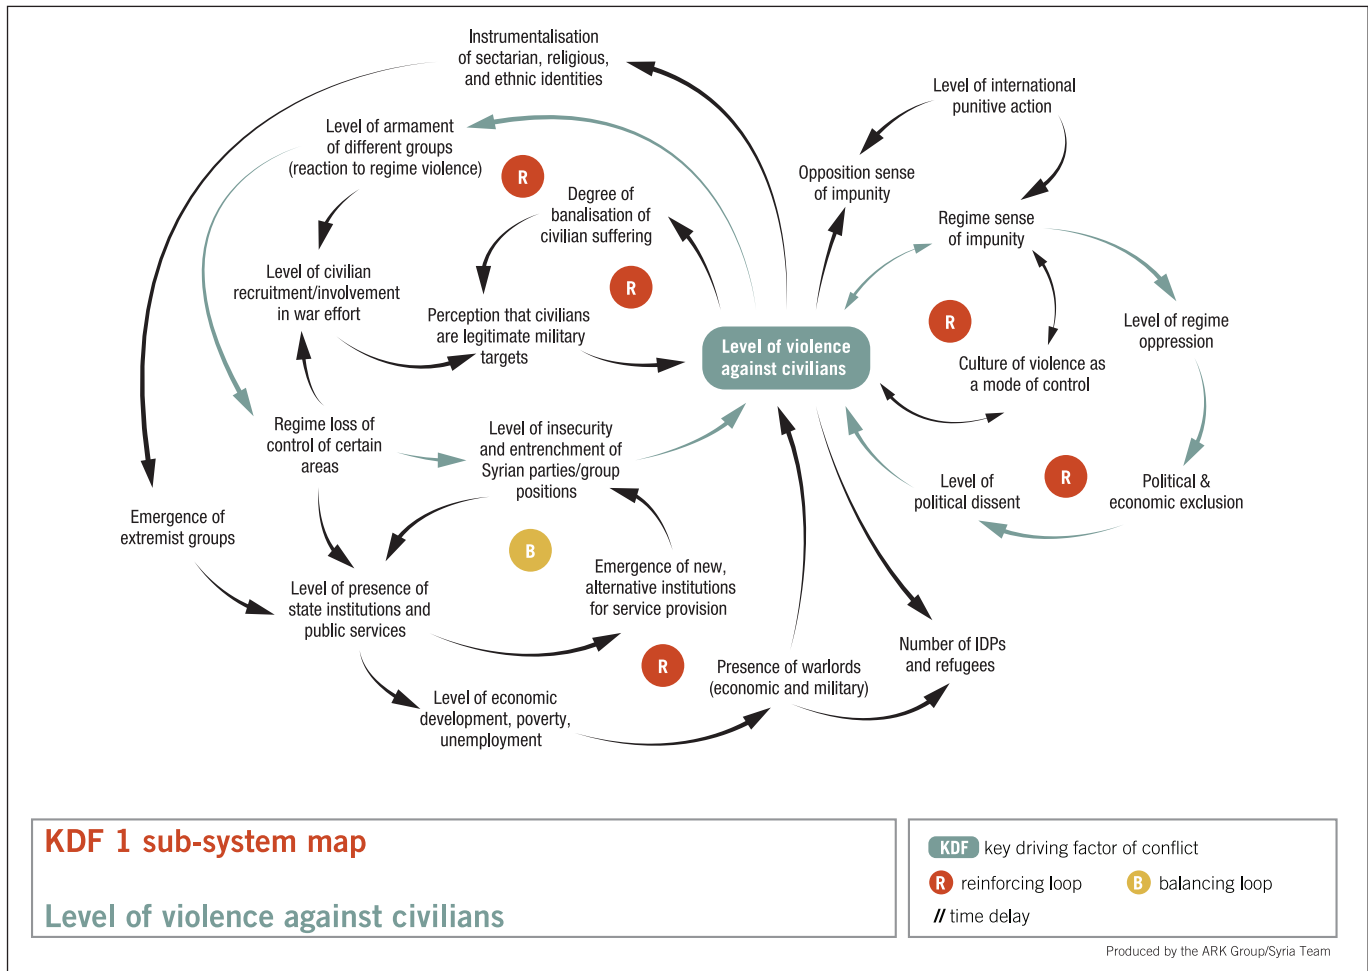 Instrumentalisation
of sectarian, religious,
and ethnic identities
Level of international
punitive action
Level of armament
of different groups
(reaction to regime violence)
R
Opposition sense
of impunity
Degree of
banalisation of
civilian suffering
Regime sense
of impunity
Level of civilian
recruitment/involvement
in war effort
R
Perception that civilians
are legitimate military
targets
R
Level of regime
oppression
Level of violence
against civilians
Culture of violence as
a mode of control
Regime loss of
control of certain
areas
Level of insecurity
and entrenchment of
Syrian parties/group
positions
R
Level of
political dissent
Political &
economic exclusion
Emergence of
extremist groups
B
Emergence of new,
alternative institutions
for service provision
Level of presence of
state institutions and
public services
R
Number of IDPs
and refugees
Presence of warlords
(economic and military)
Level of economic
development, poverty,
unemployment
KDF 1 sub-system map
Level of violence against civilians
KDF key driving factor of conflict
R reinforcing loop
B balancing loop
// time delay
Produced by the ARK Group/Syria Team